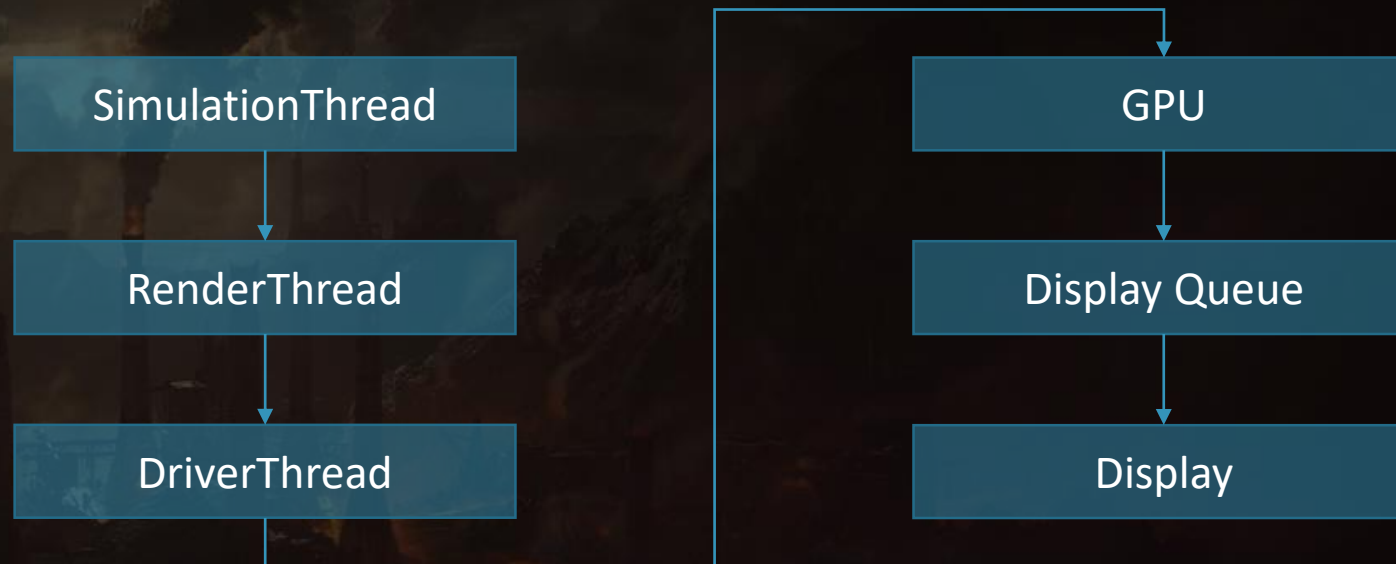 SimulationThread
RenderThread
DriverThread
GPU
Display Queue
Display